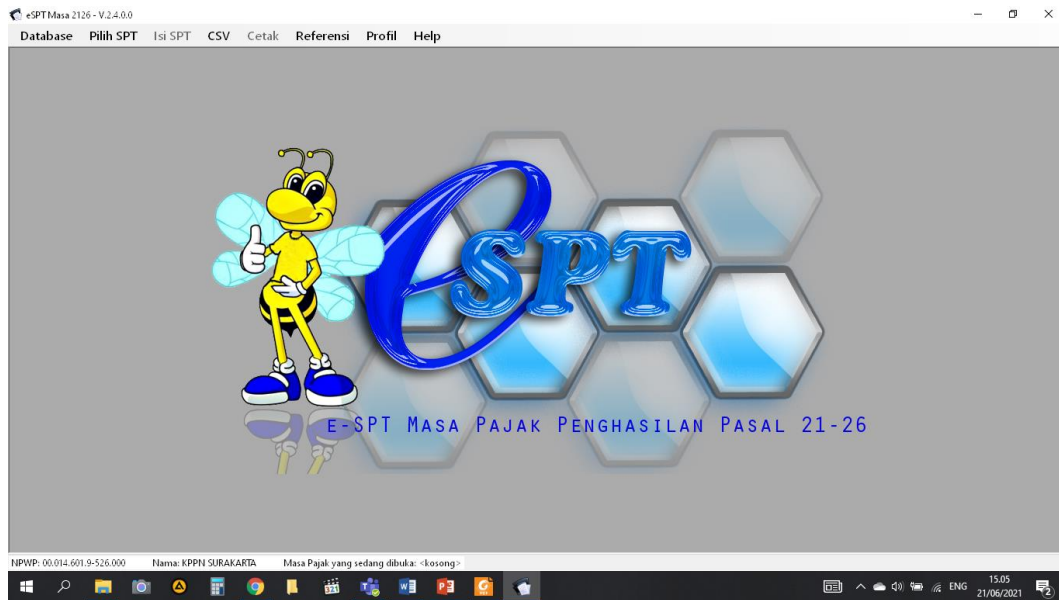 eSPT Masa 2126 - V.2.4.0.0
Database Pilih SPT Isi SPT CSV Cetak Referensi Profil Help
eSPT
e-SPT Masa Pajak Penghasilan Pasal 21-26
NPWP: 00.014.601.9-526.000 Nama: KPPN SURAKARTA Masa Pajak yang sedang dibuka: <kosong>
ENG 15.05
21/06/2021 2